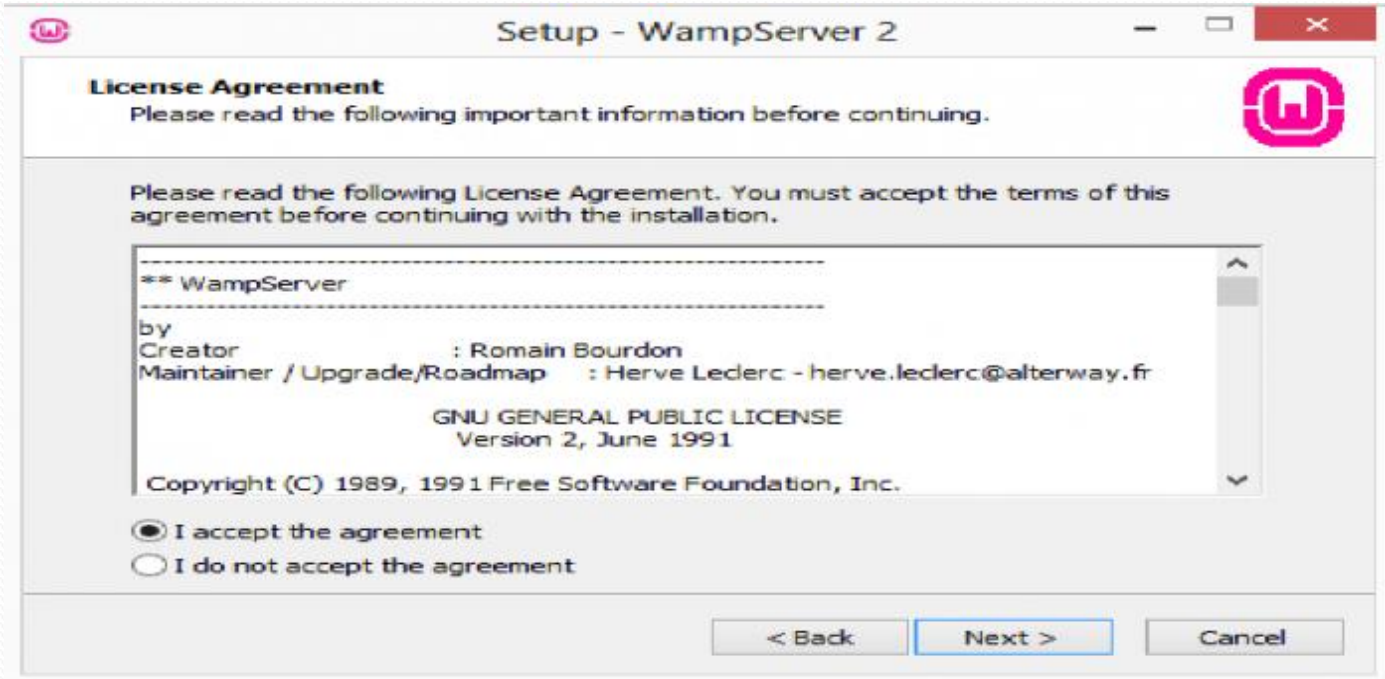 Setup - WampServer 2
License Agreement
Please read the following important information before continuing.
Please read the following License Agreement. You must accept the terms of this
agreement before continuing with the installation.
------------------------------------------------------------------------
** WampServer
------------------------------------------------------------------------
by
Creator : Romain Bourdon
Maintainer / Upgrade/Roadmap : Herve Leclerc - herve.leclerc@alterway.fr
GNU GENERAL PUBLIC LICENSE
Version 2, June 1991
Copyright (C) 1989, 1991 Free Software Foundation, Inc.
I accept the agreement
I do not accept the agreement
< Back
Next >
Cancel